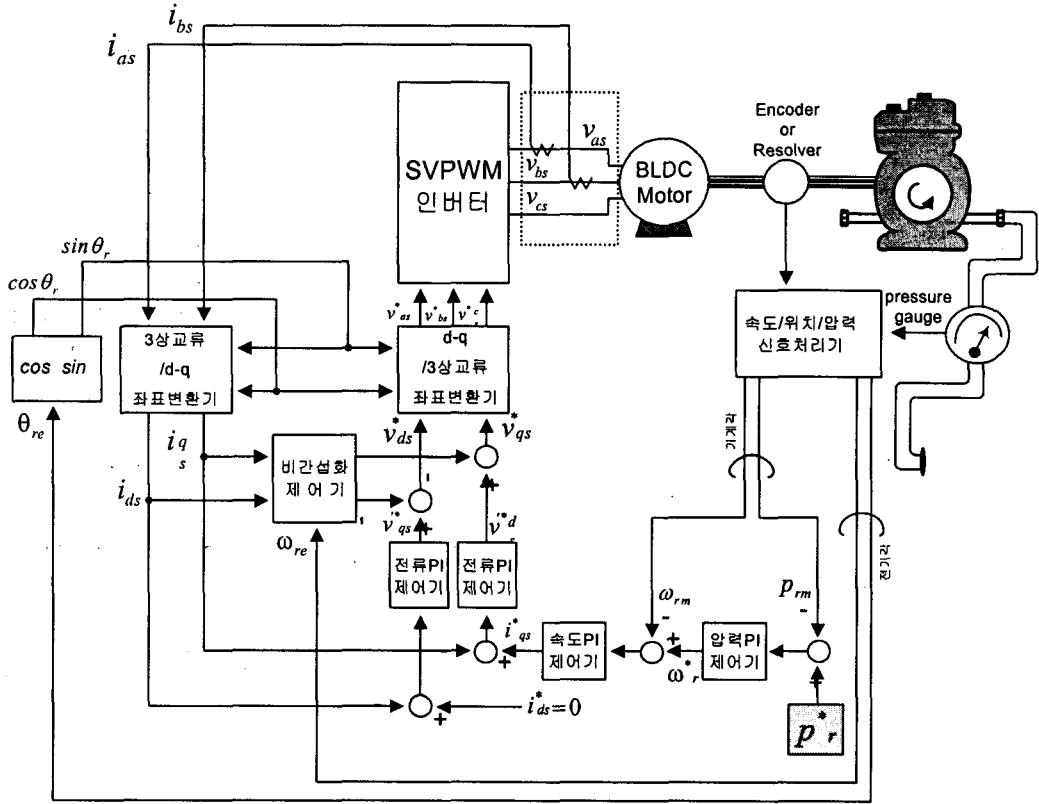 i_bs
i_as
SVPWM
인버터
v_as
v_bs
v_cs
BLDC
Motor
Encoder
or
Resolver
sin θ_r
cos θ_r
cos sin
θ_re
3상교류
/d-q
좌표변환기
v*_as v*_bs v*_c
d-q
/3상교류
좌표변환기
속도/위치/압력
신호처리기
pressure
gauge
v*_ds
v*_qs
i^q_s
i_ds
비간섭화
제어기
ω_re
v'*_qs
v'*d
전류PI
제어기
전류PI
제어기
기계각
전기각
ω_rm
p_rm
i*_qs
속도PI
제어기
ω*_r
압력PI
제어기
i*_ds=0
p*_r